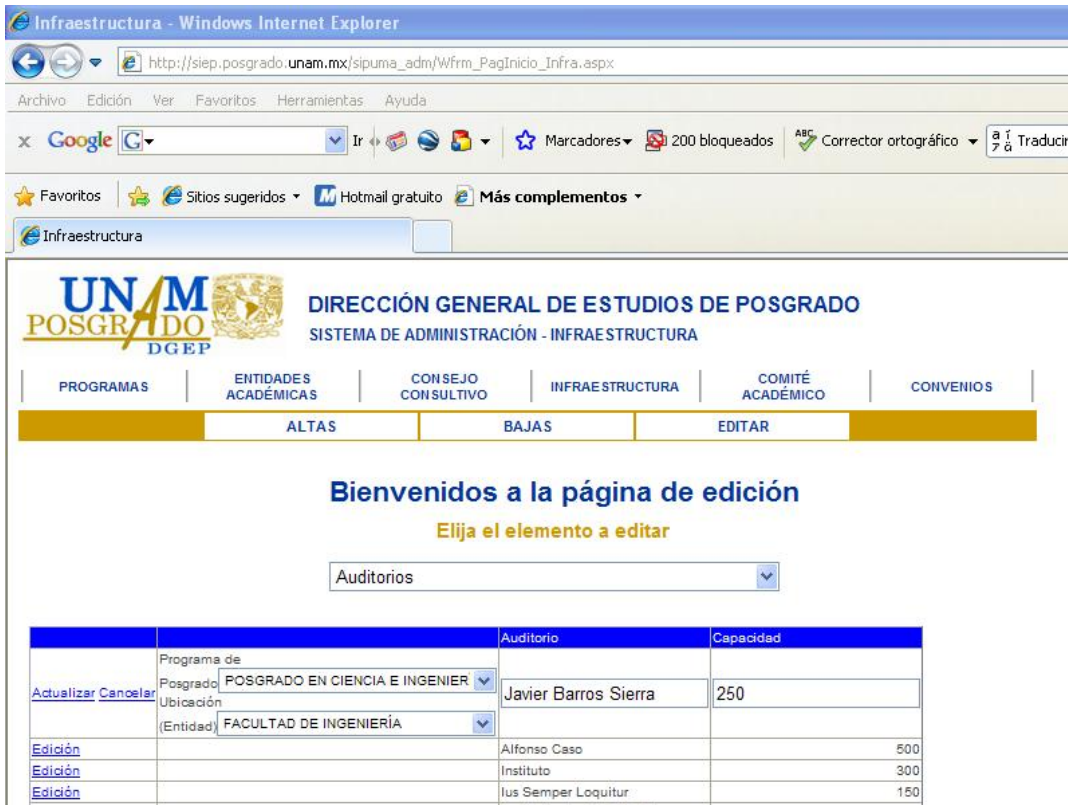 Infraestructura - Windows Internet Explorer
http://siep.posgrado.unam.mx/sipuma_adm/Wfrm_PagInicio_Infra.aspx
Archivo Edición Ver Favoritos Herramientas Ayuda
x Google G Ir Marcadores 200 bloqueados ABC Corrector ortográfico Traducir
Favoritos Sitios sugeridos Hotmail gratuito Más complementos
Infraestructura
UNAM
POSGRADO
DGEP
DIRECCIÓN GENERAL DE ESTUDIOS DE POSGRADO
SISTEMA DE ADMINISTRACIÓN - INFRAESTRUCTURA
PROGRAMAS ENTIDADES ACADÉMICAS CONSEJO CONSULTIVO INFRAESTRUCTURA COMITÉ ACADÉMICO CONVENIOS
ALTAS BAJAS EDITAR
Bienvenidos a la página de edición
Elija el elemento a editar
Auditorios
Auditorio Capacidad
Programa de
Posgrado POSGRADO EN CIENCIA E INGENIER
Actualizar Cancelar Javier Barros Sierra 250
Ubicación
(Entidad) FACULTAD DE INGENIERÍA
Edición Alfonso Caso 500
Edición Instituto 300
Edición Ius Semper Loquitur 150